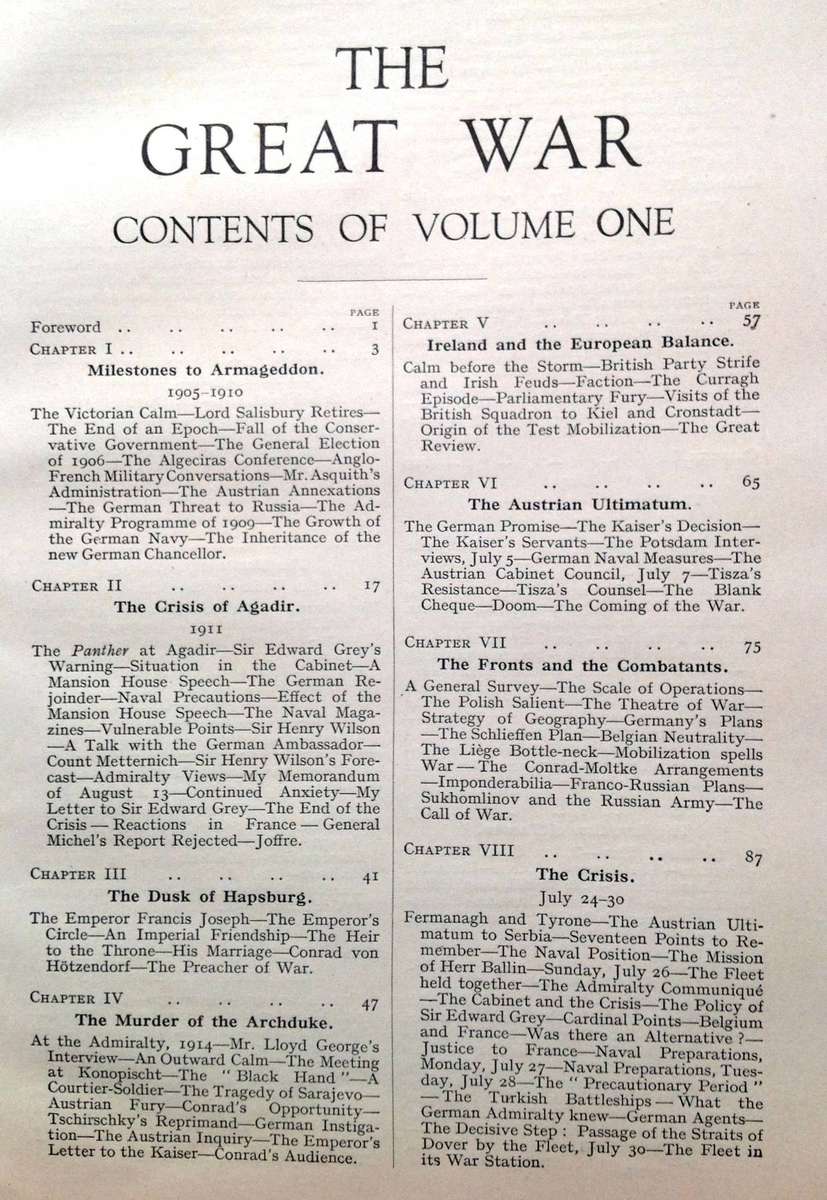 THE
GREAT WAR
CONTENTS OF VOLUME ONE
PAGE
Foreword .. .. .. .. .. 1
CHAPTER I .. .. .. .. .. 3
Milestones to Armageddon.
1905–1910
The Victorian Calm—Lord Salisbury Retires—
The End of an Epoch—Fall of the Conser-
vative Government—The General Election
of 1906—The Algeciras Conference—Anglo-
French Military Conversations—Mr. Asquith's
Administration—The Austrian Annexations
—The German Threat to Russia—The Ad-
miralty Programme of 1909—The Growth of
the German Navy—The Inheritance of the
new German Chancellor.
CHAPTER II .. .. .. .. 17
The Crisis of Agadir.
1911
The Panther at Agadir—Sir Edward Grey's
Warning—Situation in the Cabinet—A
Mansion House Speech—The German Re-
joinder—Naval Precautions—Effect of the
Mansion House Speech—The Naval Maga-
zines—Vulnerable Points—Sir Henry Wilson
—A Talk with the German Ambassador—
Count Metternich—Sir Henry Wilson's Fore-
cast—Admiralty Views—My Memorandum
of August 13—Continued Anxiety—My
Letter to Sir Edward Grey—The End of the
Crisis — Reactions in France — General
Michel's Report Rejected—Joffre.
CHAPTER III .. .. .. .. 41
The Dusk of Hapsburg.
The Emperor Francis Joseph—The Emperor's
Circle—An Imperial Friendship—The Heir
to the Throne—His Marriage—Conrad von
Hötzendorf—The Preacher of War.
CHAPTER IV .. .. .. .. 47
The Murder of the Archduke.
At the Admiralty, 1914—Mr. Lloyd George's
Interview—An Outward Calm—The Meeting
at Konopischt—The " Black Hand "—A
Courtier-Soldier—The Tragedy of Sarajevo—
Austrian Fury—Conrad's Opportunity—
Tschirschky's Reprimand—German Instiga-
tion—The Austrian Inquiry—The Emperor's
Letter to the Kaiser—Conrad's Audience.
PAGE
CHAPTER V .. .. .. .. 57
Ireland and the European Balance.
Calm before the Storm—British Party Strife
and Irish Feuds—Faction—The Curragh
Episode—Parliamentary Fury—Visits of the
British Squadron to Kiel and Cronstadt—
Origin of the Test Mobilization—The Great
Review.
CHAPTER VI .. .. .. .. 65
The Austrian Ultimatum.
The German Promise—The Kaiser's Decision—
The Kaiser's Servants—The Potsdam Inter-
views, July 5—German Naval Measures—The
Austrian Cabinet Council, July 7—Tisza's
Resistance—Tisza's Counsel—The Blank
Cheque—Doom—The Coming of the War.
CHAPTER VII .. .. .. .. 75
The Fronts and the Combatants.
A General Survey—The Scale of Operations—
The Polish Salient—The Theatre of War—
Strategy of Geography—Germany's Plans
—The Schlieffen Plan—Belgian Neutrality—
The Liège Bottle-neck—Mobilization spells
War — The Conrad-Moltke Arrangements
—Imponderabilia—Franco-Russian Plans—
Sukhomlinov and the Russian Army—The
Call of War.
CHAPTER VIII .. .. .. .. 87
The Crisis.
July 24–30
Fermanagh and Tyrone—The Austrian Ulti-
matum to Serbia—Seventeen Points to Re-
member—The Naval Position—The Mission
of Herr Ballin—Sunday, July 26—The Fleet
held together—The Admiralty Communiqué
—The Cabinet and the Crisis—The Policy of
Sir Edward Grey—Cardinal Points—Belgium
and France—Was there an Alternative ?—
Justice to France—Naval Preparations,
Monday, July 27—Naval Preparations, Tues-
day, July 28—The " Precautionary Period "
— The Turkish Battleships — What the
German Admiralty knew—German Agents—
The Decisive Step : Passage of the Straits of
Dover by the Fleet, July 30—The Fleet in
its War Station.